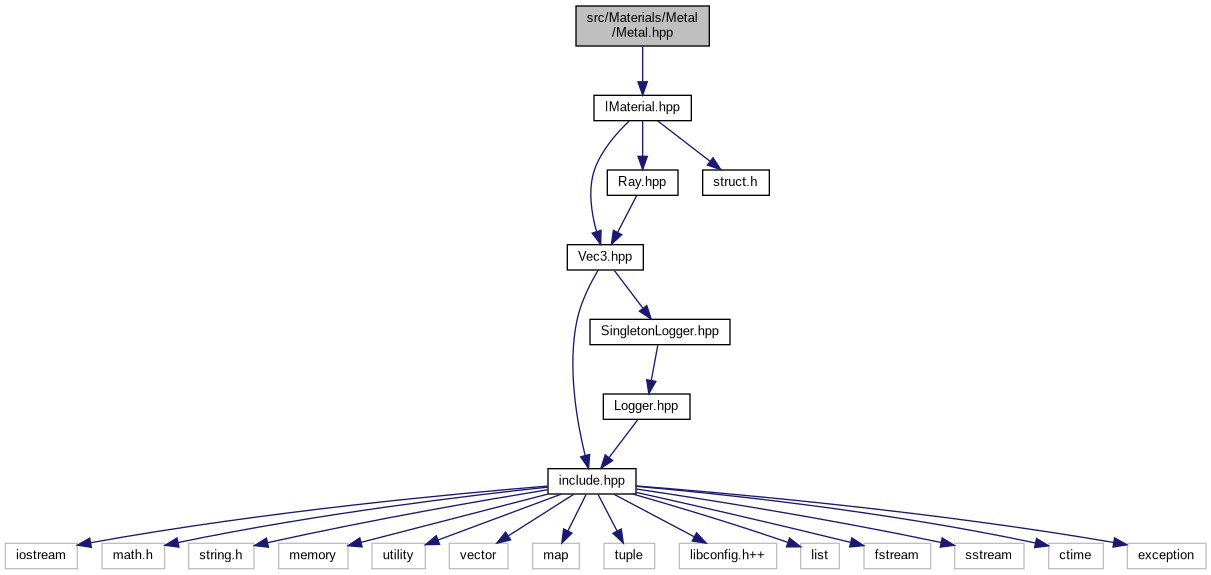 src/Materials/Metal
/Metal.hpp
IMaterial.hpp
Ray.hpp
struct.h
Vec3.hpp
SingletonLogger.hpp
Logger.hpp
include.hpp
iostream
math.h
string.h
memory
utility
vector
map
tuple
libconfig.h++
list
fstream
sstream
ctime
exception